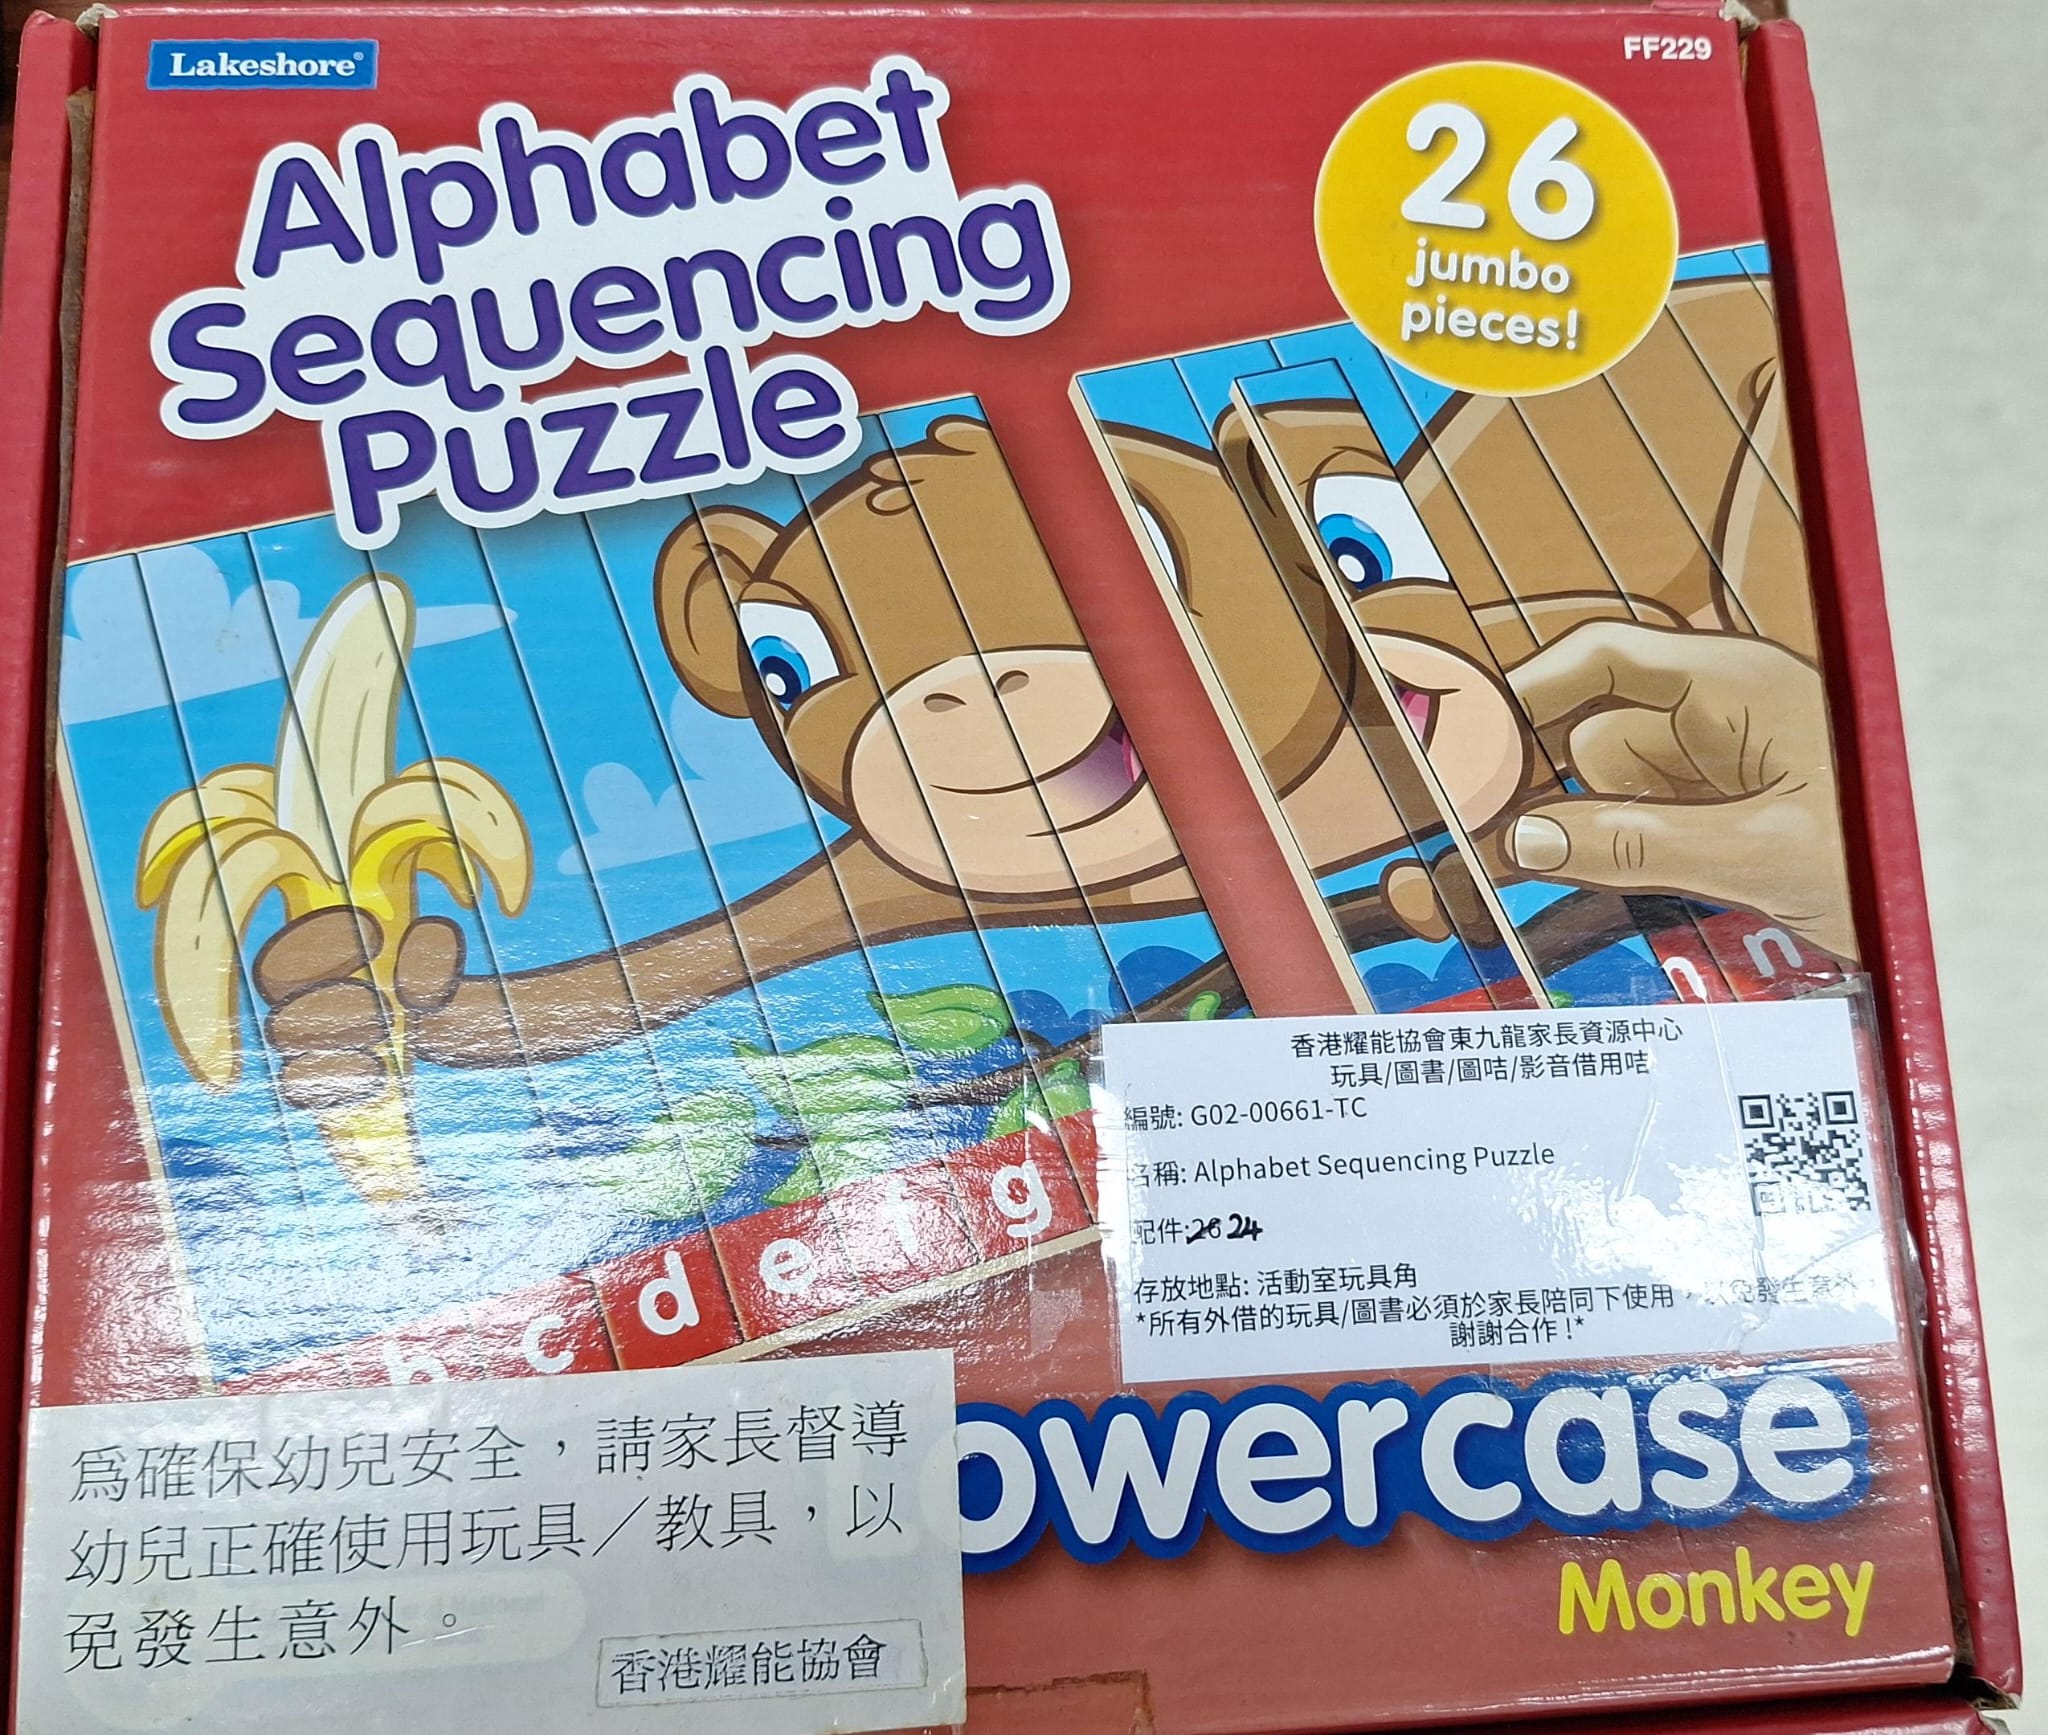 Lakeshore®
FF229
Alphabet
Sequencing
Puzzle
26
jumbo
pieces!
n n
c d e f g
香港耀能協會東九龍家長資源中心
玩具/圖書/圖咭/影音借用咭
編號: G02-00661-TC
名稱: Alphabet Sequencing Puzzle
配件: 26 24
存放地點: 活動室玩具角
*所有外借的玩具/圖書必須於家長陪同下使用，以免發生意外，
謝謝合作！*
owercase
Monkey
為確保幼兒安全，請家長督導
幼兒正確使用玩具／教具，以
免發生意外。
香港耀能協會